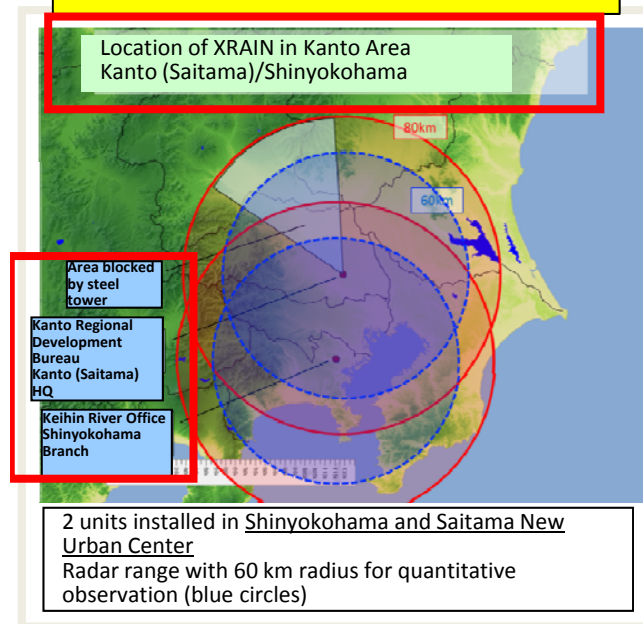 Location of XRAIN in Kanto Area
Kanto (Saitama)/Shinyokohama
80km
60km
Area blocked
by steel
tower
Kanto Regional
Development
Bureau
Kanto (Saitama)
HQ
Keihin River Office
Shinyokohama
Branch
2 units installed in Shinyokohama and Saitama New
Urban Center
Radar range with 60 km radius for quantitative
observation (blue circles)